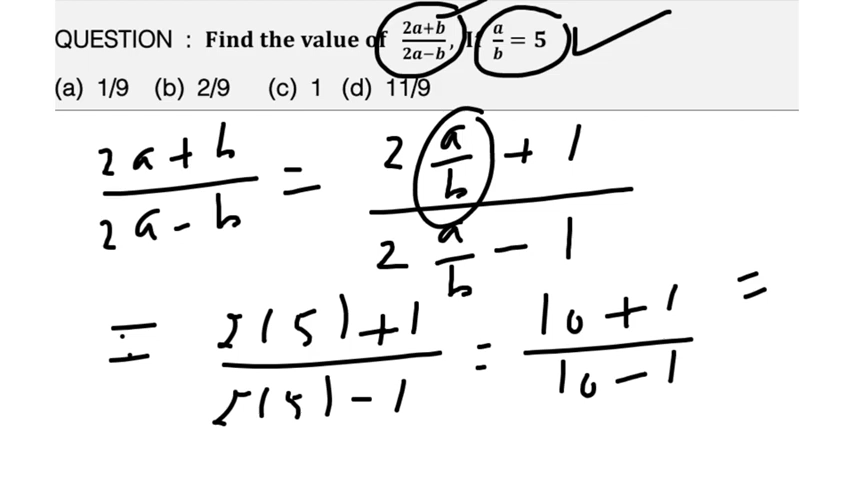 QUESTION : Find the value of (2a+b)/(2a−b), If a/b = 5
(a) 1/9 (b) 2/9 (c) 1 (d) 11/9
(2a+b)/(2a-b) = (2 a/b + 1)/(2 a/b - 1)
= (2(5)+1)/(2(5)-1) = (10+1)/(10-1) =